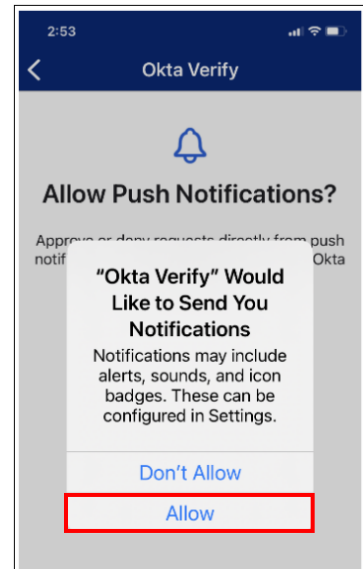 2:53
Okta Verify
Allow Push Notifications?
Approve or deny requests directly from push
notif Okta
"Okta Verify" Would
Like to Send You
Notifications
Notifications may include
alerts, sounds, and icon
badges. These can be
configured in Settings.
Don't Allow
Allow